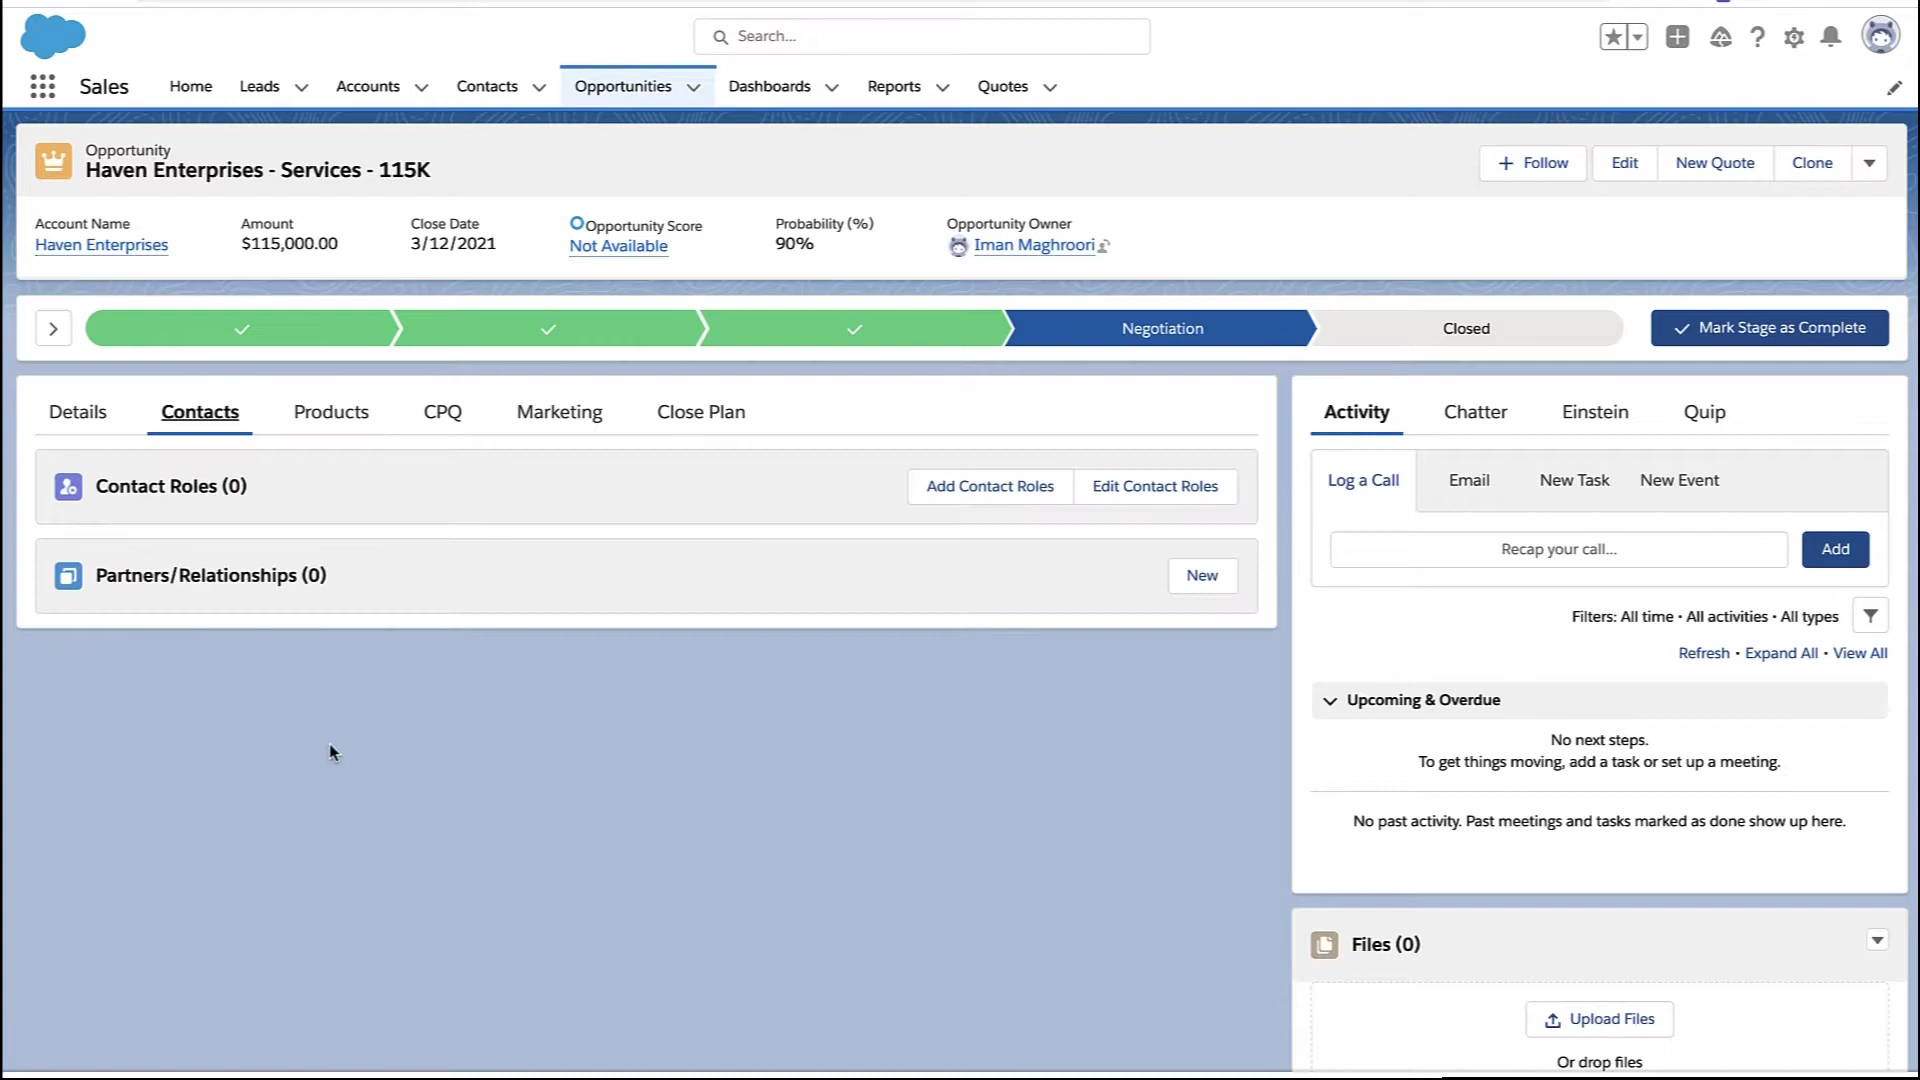 Search...
Sales
Home
Leads
Accounts
Contacts
Opportunities
Dashboards
Reports
Quotes
Opportunity
Haven Enterprises - Services - 115K
+ Follow
Edit
New Quote
Clone
Account Name
Haven Enterprises
Amount
$115,000.00
Close Date
3/12/2021
Opportunity Score
Not Available
Probability (%)
90%
Opportunity Owner
Iman Maghroori
Negotiation
Closed
Mark Stage as Complete
Details
Contacts
Products
CPQ
Marketing
Close Plan
Contact Roles (0)
Add Contact Roles
Edit Contact Roles
Partners/Relationships (0)
New
Activity
Chatter
Einstein
Quip
Log a Call
Email
New Task
New Event
Recap your call...
Add
Filters: All time • All activities • All types
Refresh • Expand All • View All
Upcoming & Overdue
No next steps.
To get things moving, add a task or set up a meeting.
No past activity. Past meetings and tasks marked as done show up here.
Files (0)
Upload Files
Or drop files